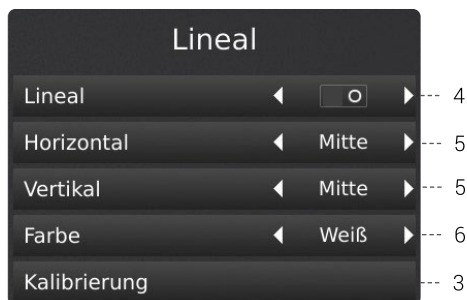 Lineal
Lineal 4
Horizontal Mitte 5
Vertikal Mitte 5
Farbe Weiß 6
Kalibrierung 3